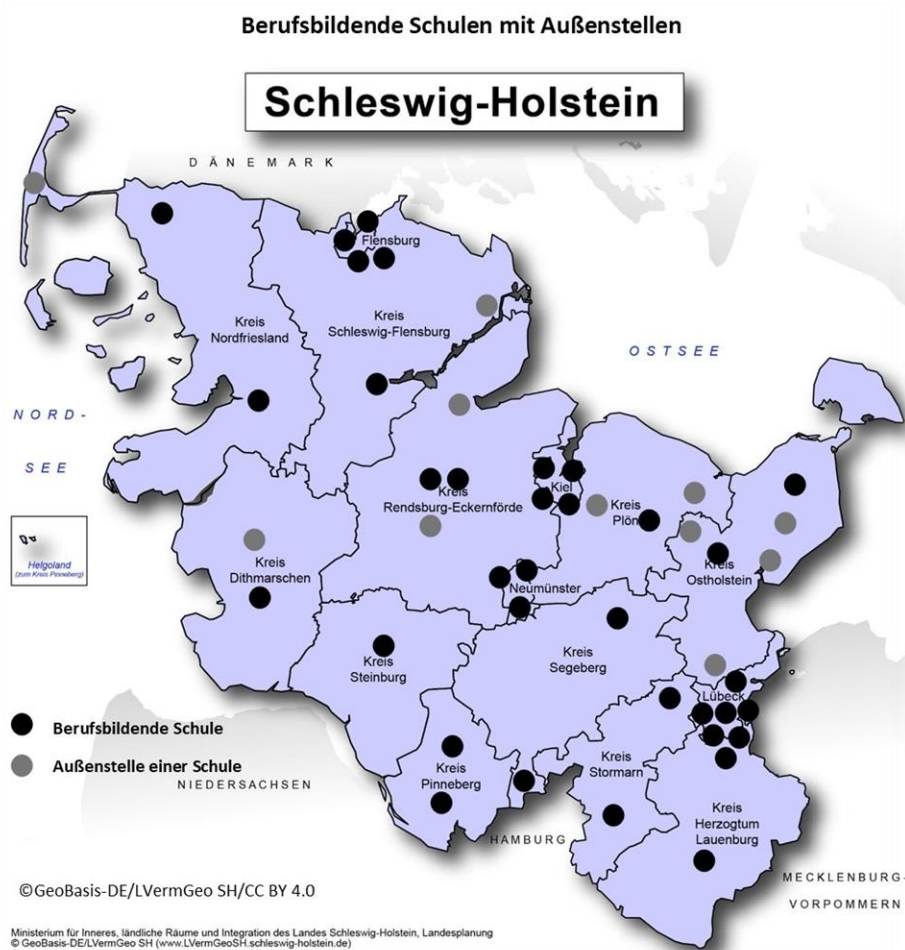 Berufsbildende Schulen mit Außenstellen
Schleswig-Holstein
DÄNEMARK
Flensburg
Kreis
Schleswig-Flensburg
Kreis
Nordfriesland
OSTSEE
NORD-
SEE
Kiel
Kreis
Rendsburg-Eckernförde
Kreis
Plön
Helgoland
(zum Kreis Pinneberg)
Kreis
Dithmarschen
Kreis
Ostholstein
Neumünster
Kreis
Steinburg
Kreis
Segeberg
Lübeck
Berufsbildende Schule
Außenstelle einer Schule
NIEDERSACHSEN
Kreis
Pinneberg
Kreis
Stormarn
Kreis
Herzogtum
Lauenburg
HAMBURG
MECKLENBURG-
VORPOMMERN
©GeoBasis-DE/LVermGeo SH/CC BY 4.0
Ministerium für Inneres, ländliche Räume und Integration des Landes Schleswig-Holstein, Landesplanung
© GeoBasis-DE/LVermGeo SH (www.LVermGeoSH.schleswig-holstein.de)